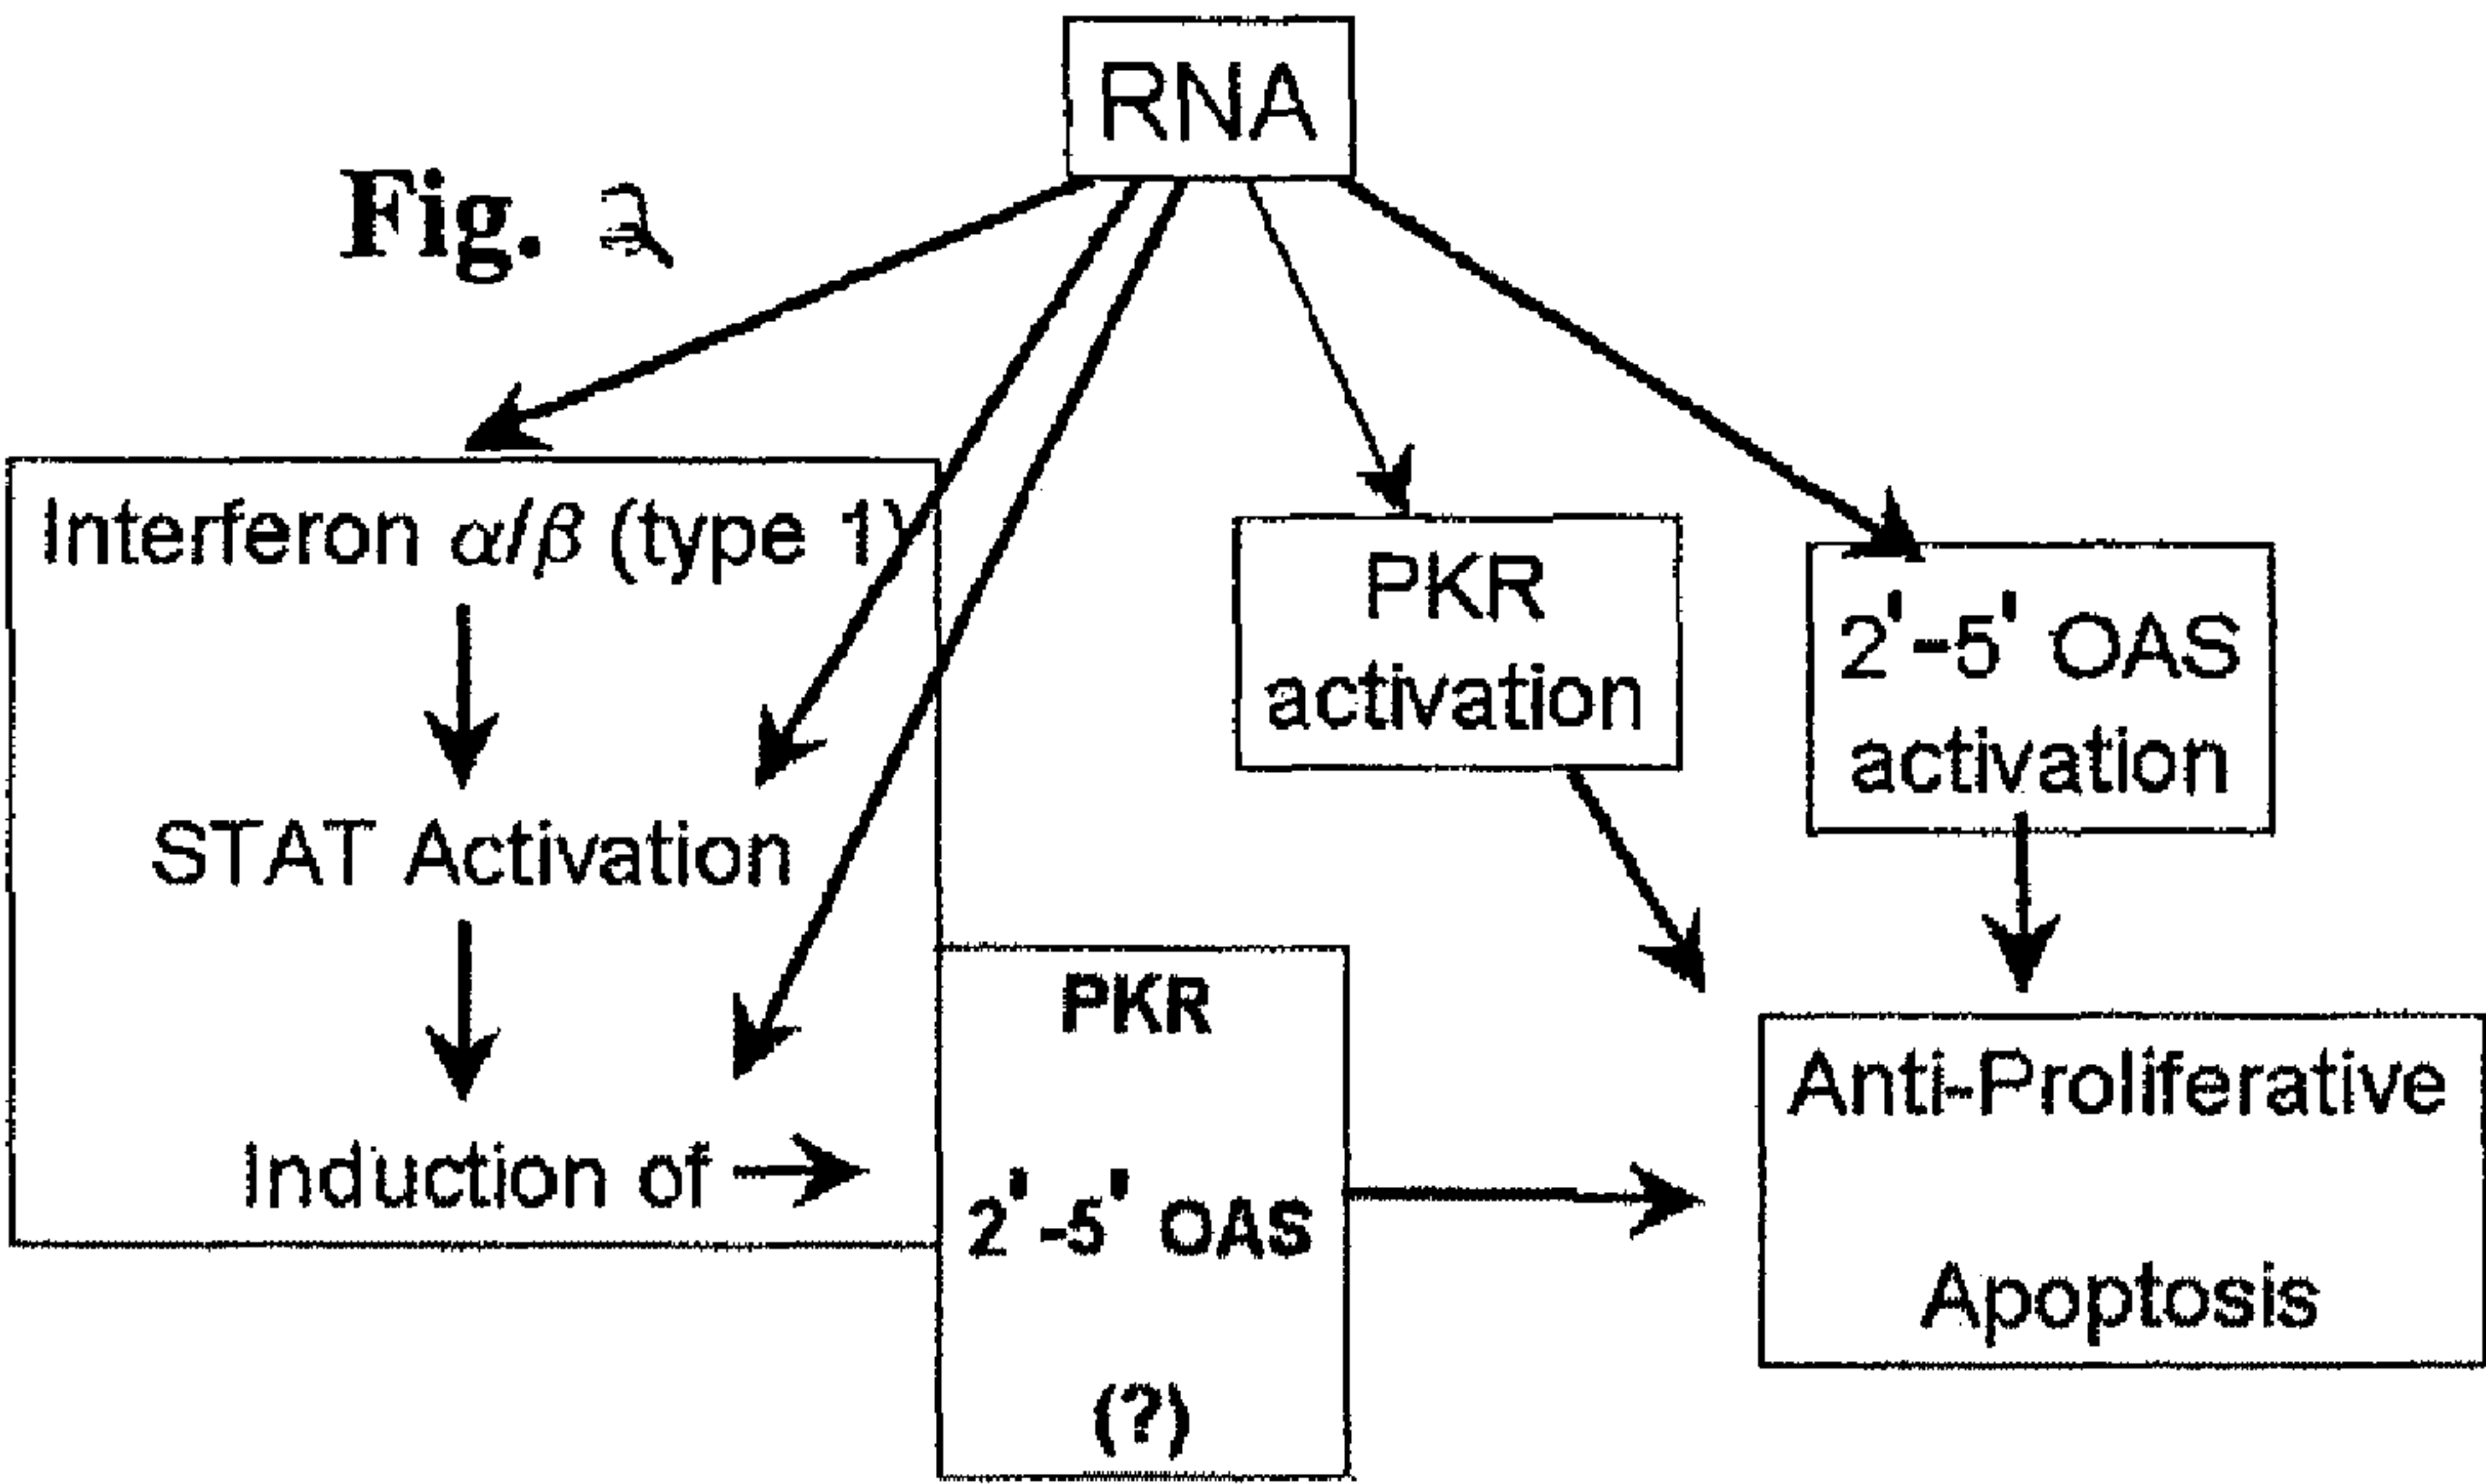 RNA
Fig. 2
Interferon α/β (type 1)
STAT Activation
Induction of
PKR
activation
2'-5' OAS
activation
PKR
2'-5' OAS
(?)
Anti-Proliferative
Apoptosis